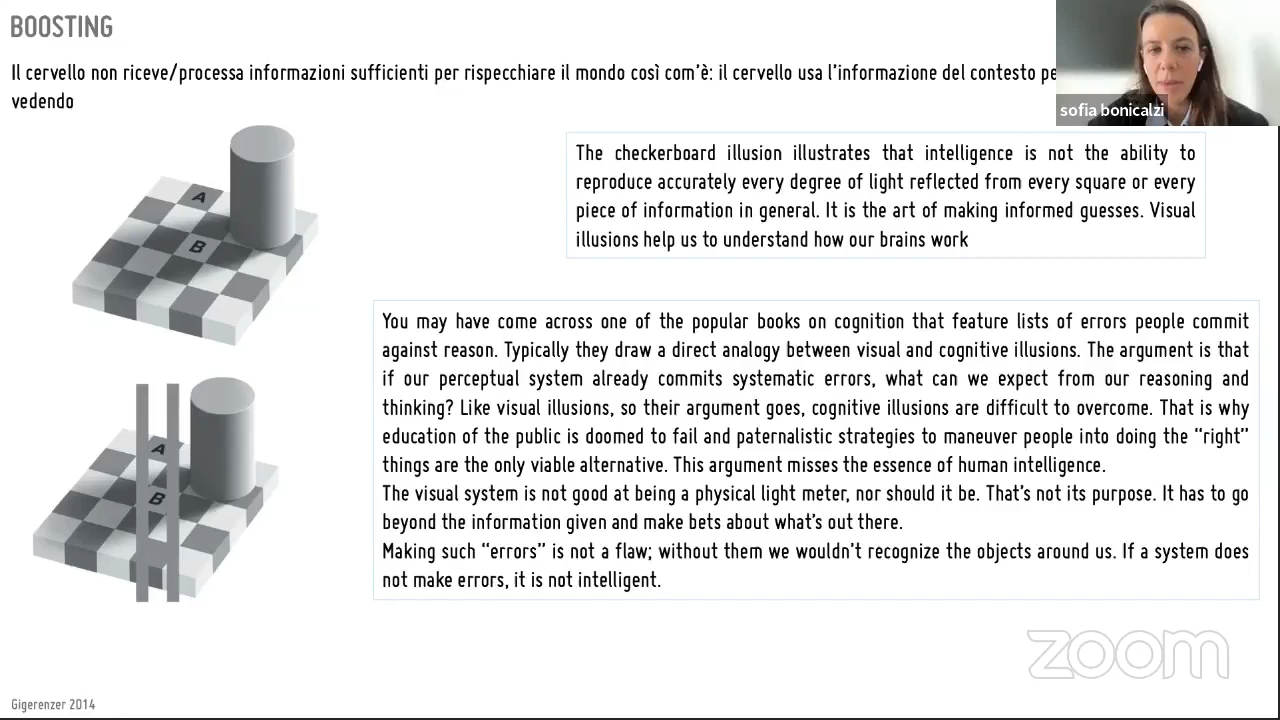 BOOSTING
Il cervello non riceve/processa informazioni sufficienti per rispecchiare il mondo così com'è: il cervello usa l'informazione del contesto
vedendo
sofia bonicalzi
A
B
The checkerboard illusion illustrates that intelligence is not the ability to
reproduce accurately every degree of light reflected from every square or every
piece of information in general. It is the art of making informed guesses. Visual
illusions help us to understand how our brains work
You may have come across one of the popular books on cognition that feature lists of errors people commit
against reason. Typically they draw a direct analogy between visual and cognitive illusions. The argument is that
if our perceptual system already commits systematic errors, what can we expect from our reasoning and
thinking? Like visual illusions, so their argument goes, cognitive illusions are difficult to overcome. That is why
education of the public is doomed to fail and paternalistic strategies to maneuver people into doing the “right”
things are the only viable alternative. This argument misses the essence of human intelligence.
The visual system is not good at being a physical light meter, nor should it be. That's not its purpose. It has to go
beyond the information given and make bets about what's out there.
Making such “errors” is not a flaw; without them we wouldn't recognize the objects around us. If a system does
not make errors, it is not intelligent.
A
B
zoom
Gigerenzer 2014